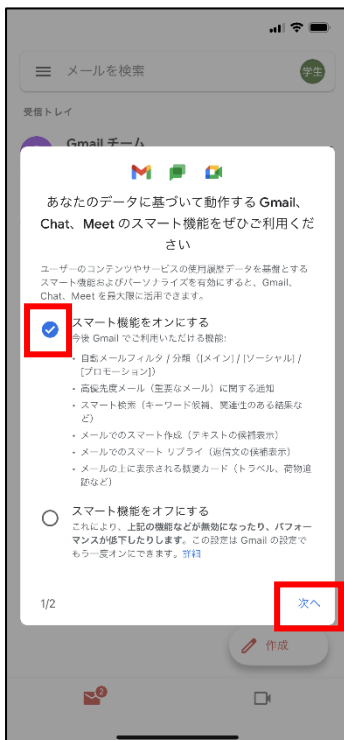 メールを検索
学生
受信トレイ
Gmail チーム
あなたのデータに基づいて動作する Gmail、
Chat、Meet のスマート機能をぜひご利用くだ
さい
ユーザーのコンテンツやサービスの使用履歴データを基盤とする
スマート機能およびパーソナライズを有効にすると、Gmail、
Chat、Meet を最大限に活用できます。
スマート機能をオンにする
今後 Gmail でご利用いただける機能:
• 自動メールフィルタ / 分類（[メイン] / [ソーシャル] /
[プロモーション]）
• 高優先度メール（重要なメール）に関する通知
• スマート検索（キーワード候補、関連性のある結果な
ど）
• メールでのスマート作成（テキストの候補表示）
• メールでのスマート リプライ（返信文の候補表示）
• メールの上に表示される概要カード（トラベル、荷物追
跡など）
スマート機能をオフにする
これにより、上記の機能などが無効になったり、パフォー
マンスが低下したりします。この設定は Gmail の設定で
もう一度オンにできます。詳細
1/2
次へ
作成
2